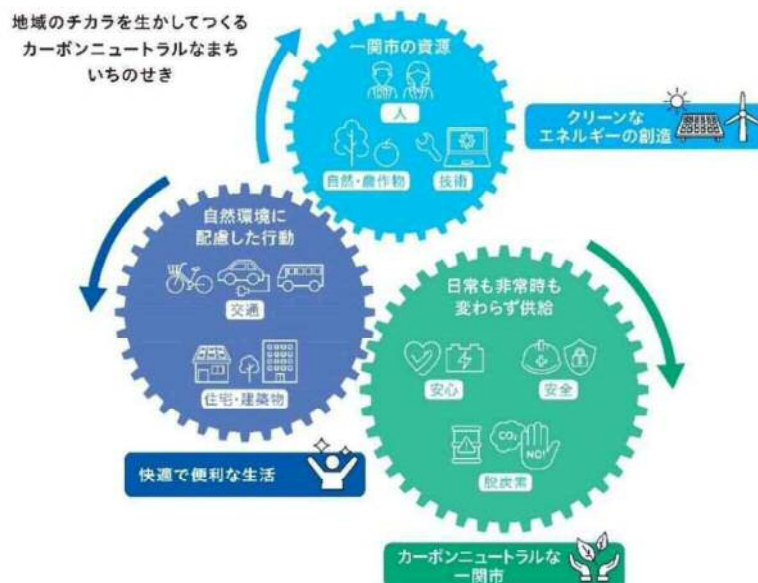 地域のチカラを生かしてつくる
カーボンニュートラルなまち
いちのせき
一関市の資源
人
自然・農作物
技術
クリーンな
エネルギーの創造
自然環境に
配慮した行動
交通
住宅・建築物
快適で便利な生活
日常も非常時も
変わらず供給
安心
安全
CO₂
NO!
脱炭素
カーボンニュートラルな
一関市